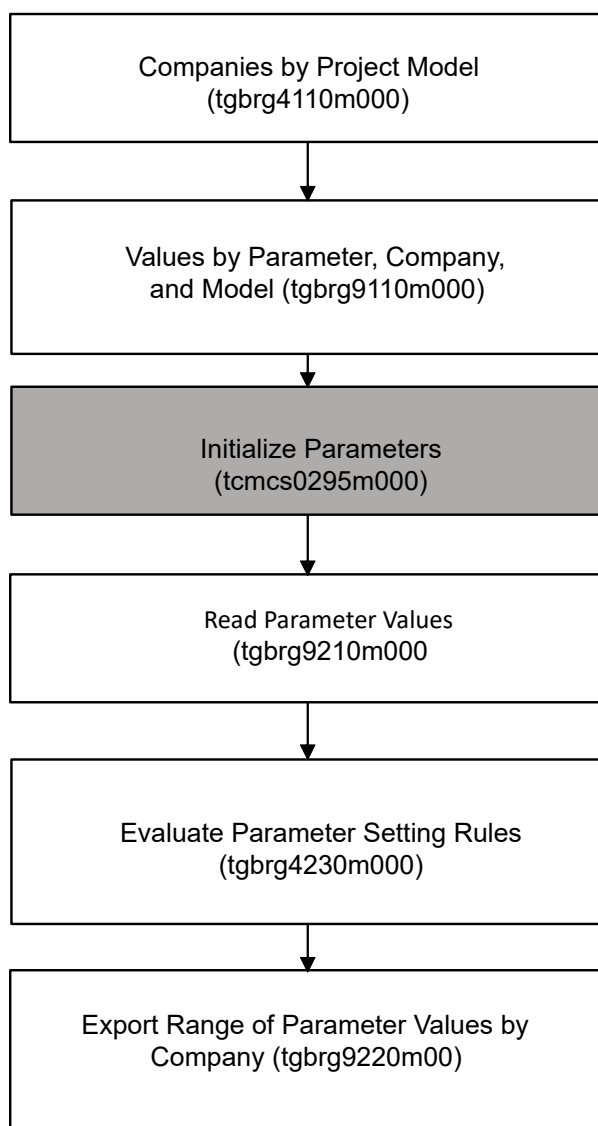 Companies by Project Model
(tgbrg4110m000)
Values by Parameter, Company,
and Model (tgbrg9110m000)
Initialize Parameters
(tcmcs0295m000)
Read Parameter Values
(tgbrg9210m000
Evaluate Parameter Setting Rules
(tgbrg4230m000)
Export Range of Parameter Values by
Company (tgbrg9220m00)